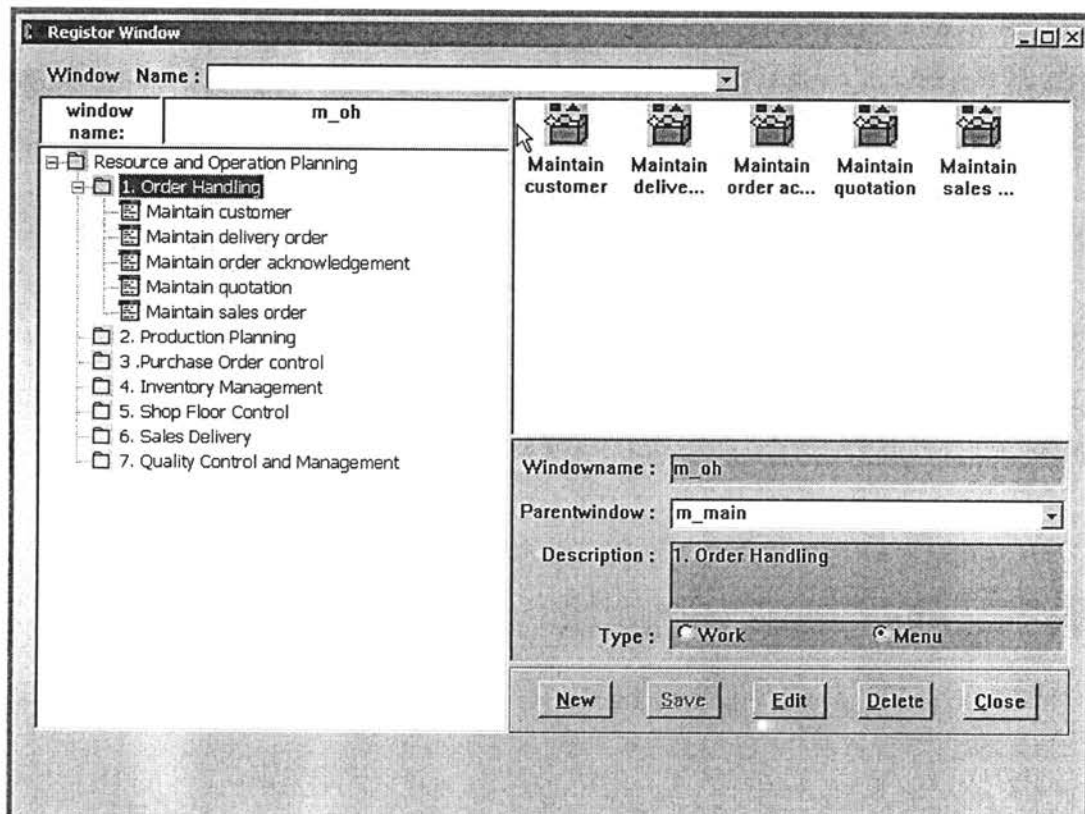 Registor Window
Window Name :
window name:
m_oh
Resource and Operation Planning
1. Order Handling
Maintain customer
Maintain delivery order
Maintain order acknowledgement
Maintain quotation
Maintain sales order
2. Production Planning
3 .Purchase Order control
4. Inventory Management
5. Shop Floor Control
6. Sales Delivery
7. Quality Control and Management
Maintain customer
Maintain delive...
Maintain order ac...
Maintain quotation
Maintain sales ...
Windowname : m_oh
Parentwindow : m_main
Description : 1. Order Handling
Type : Work Menu
New Save Edit Delete Close